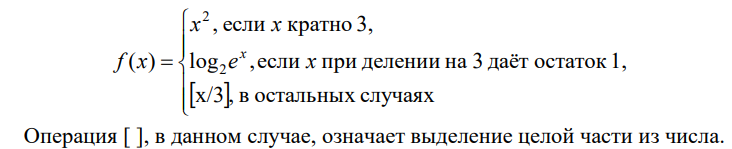 x², если x кратно 3,
f(x) = { log₂eˣ, если x при делении на 3 даёт остаток 1,
[x/3], в остальных случаях
Операция [ ], в данном случае, означает выделение целой части из числа.